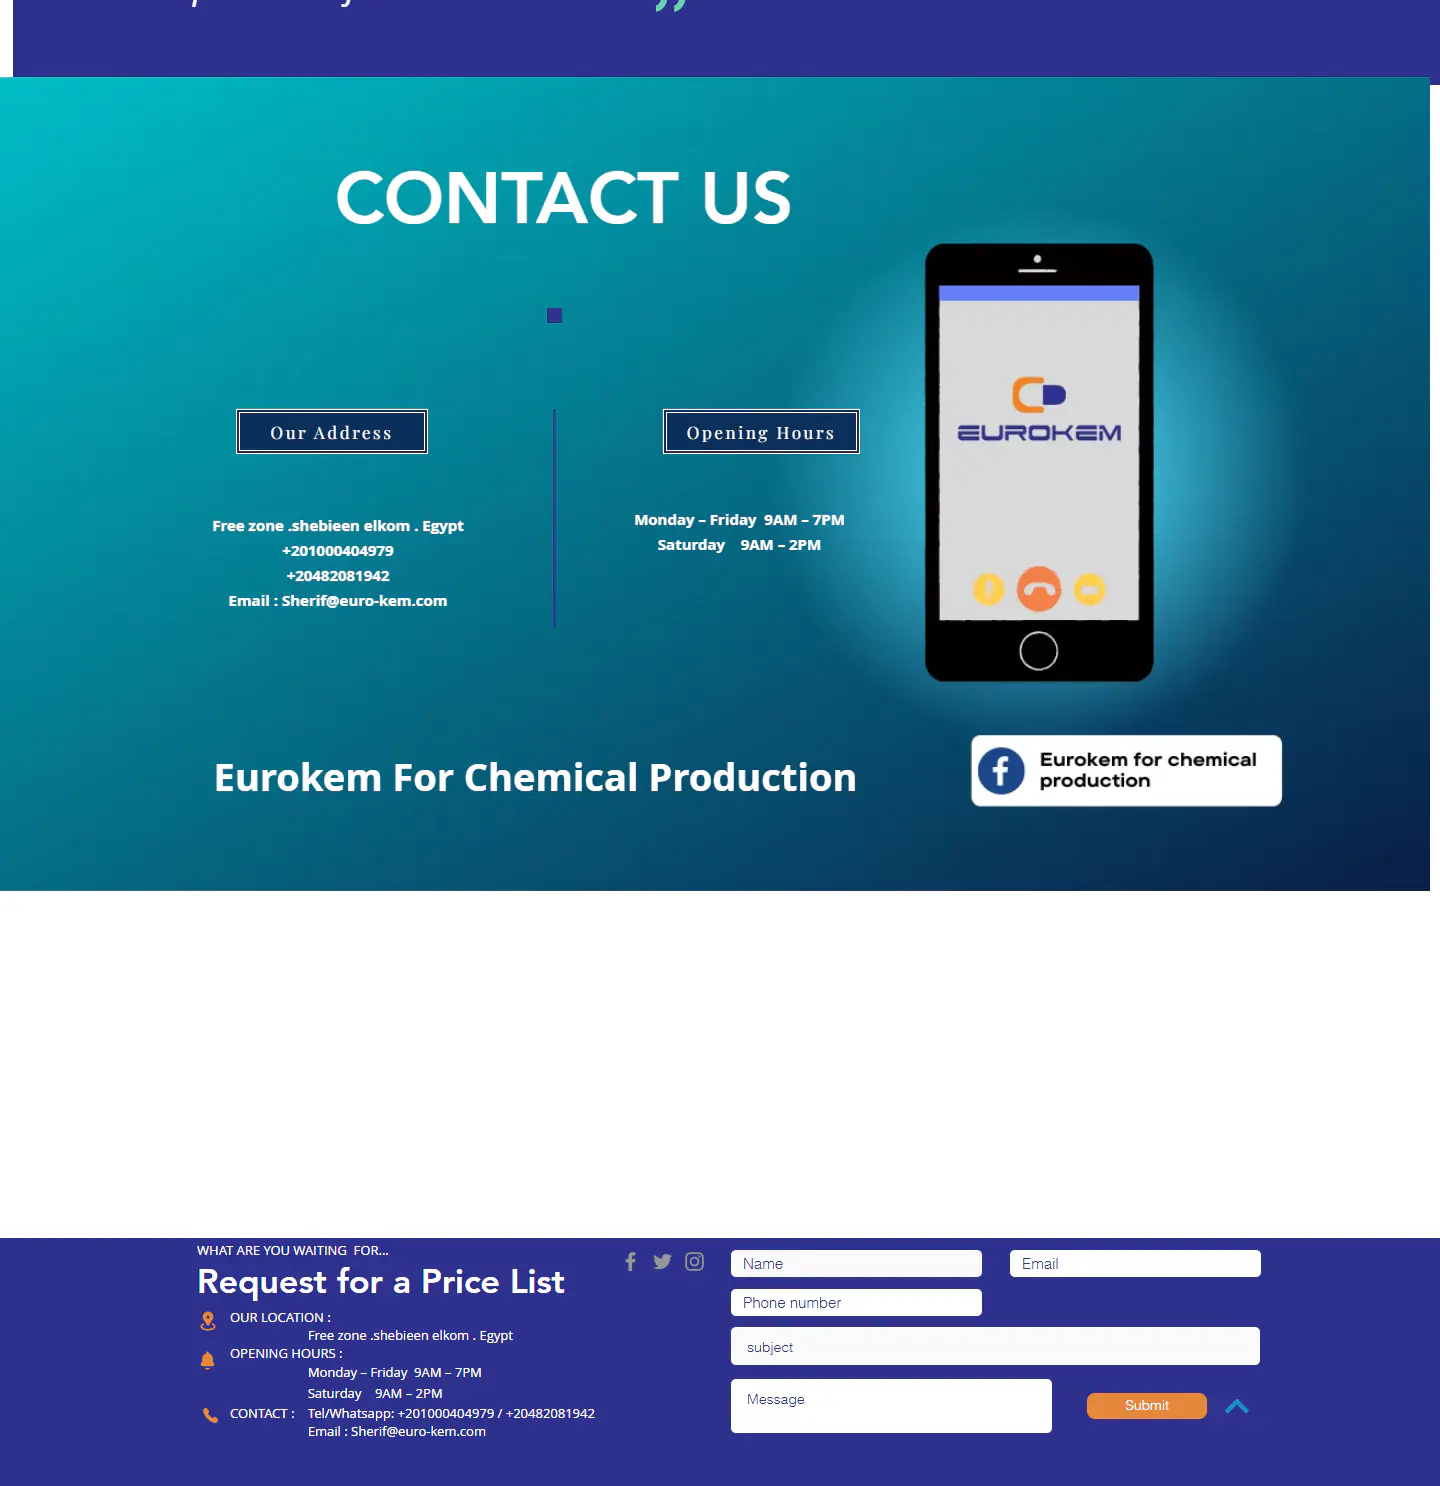 CONTACT US
EUROKEM
Our Address
Opening Hours
Free zone .shebieen elkom . Egypt
+201000404979
+20482081942
Email : Sherif@euro-kem.com
Monday – Friday  9AM – 7PM
Saturday    9AM – 2PM
Eurokem For Chemical Production
Eurokem for chemical
production
WHAT ARE YOU WAITING  FOR...
Request for a Price List
OUR LOCATION :
Free zone .shebieen elkom . Egypt
OPENING HOURS :
Monday – Friday  9AM – 7PM
Saturday    9AM – 2PM
CONTACT :    Tel/Whatsapp: +201000404979 / +20482081942
Email : Sherif@euro-kem.com
Name
Email
Phone number
subject
Message
Submit